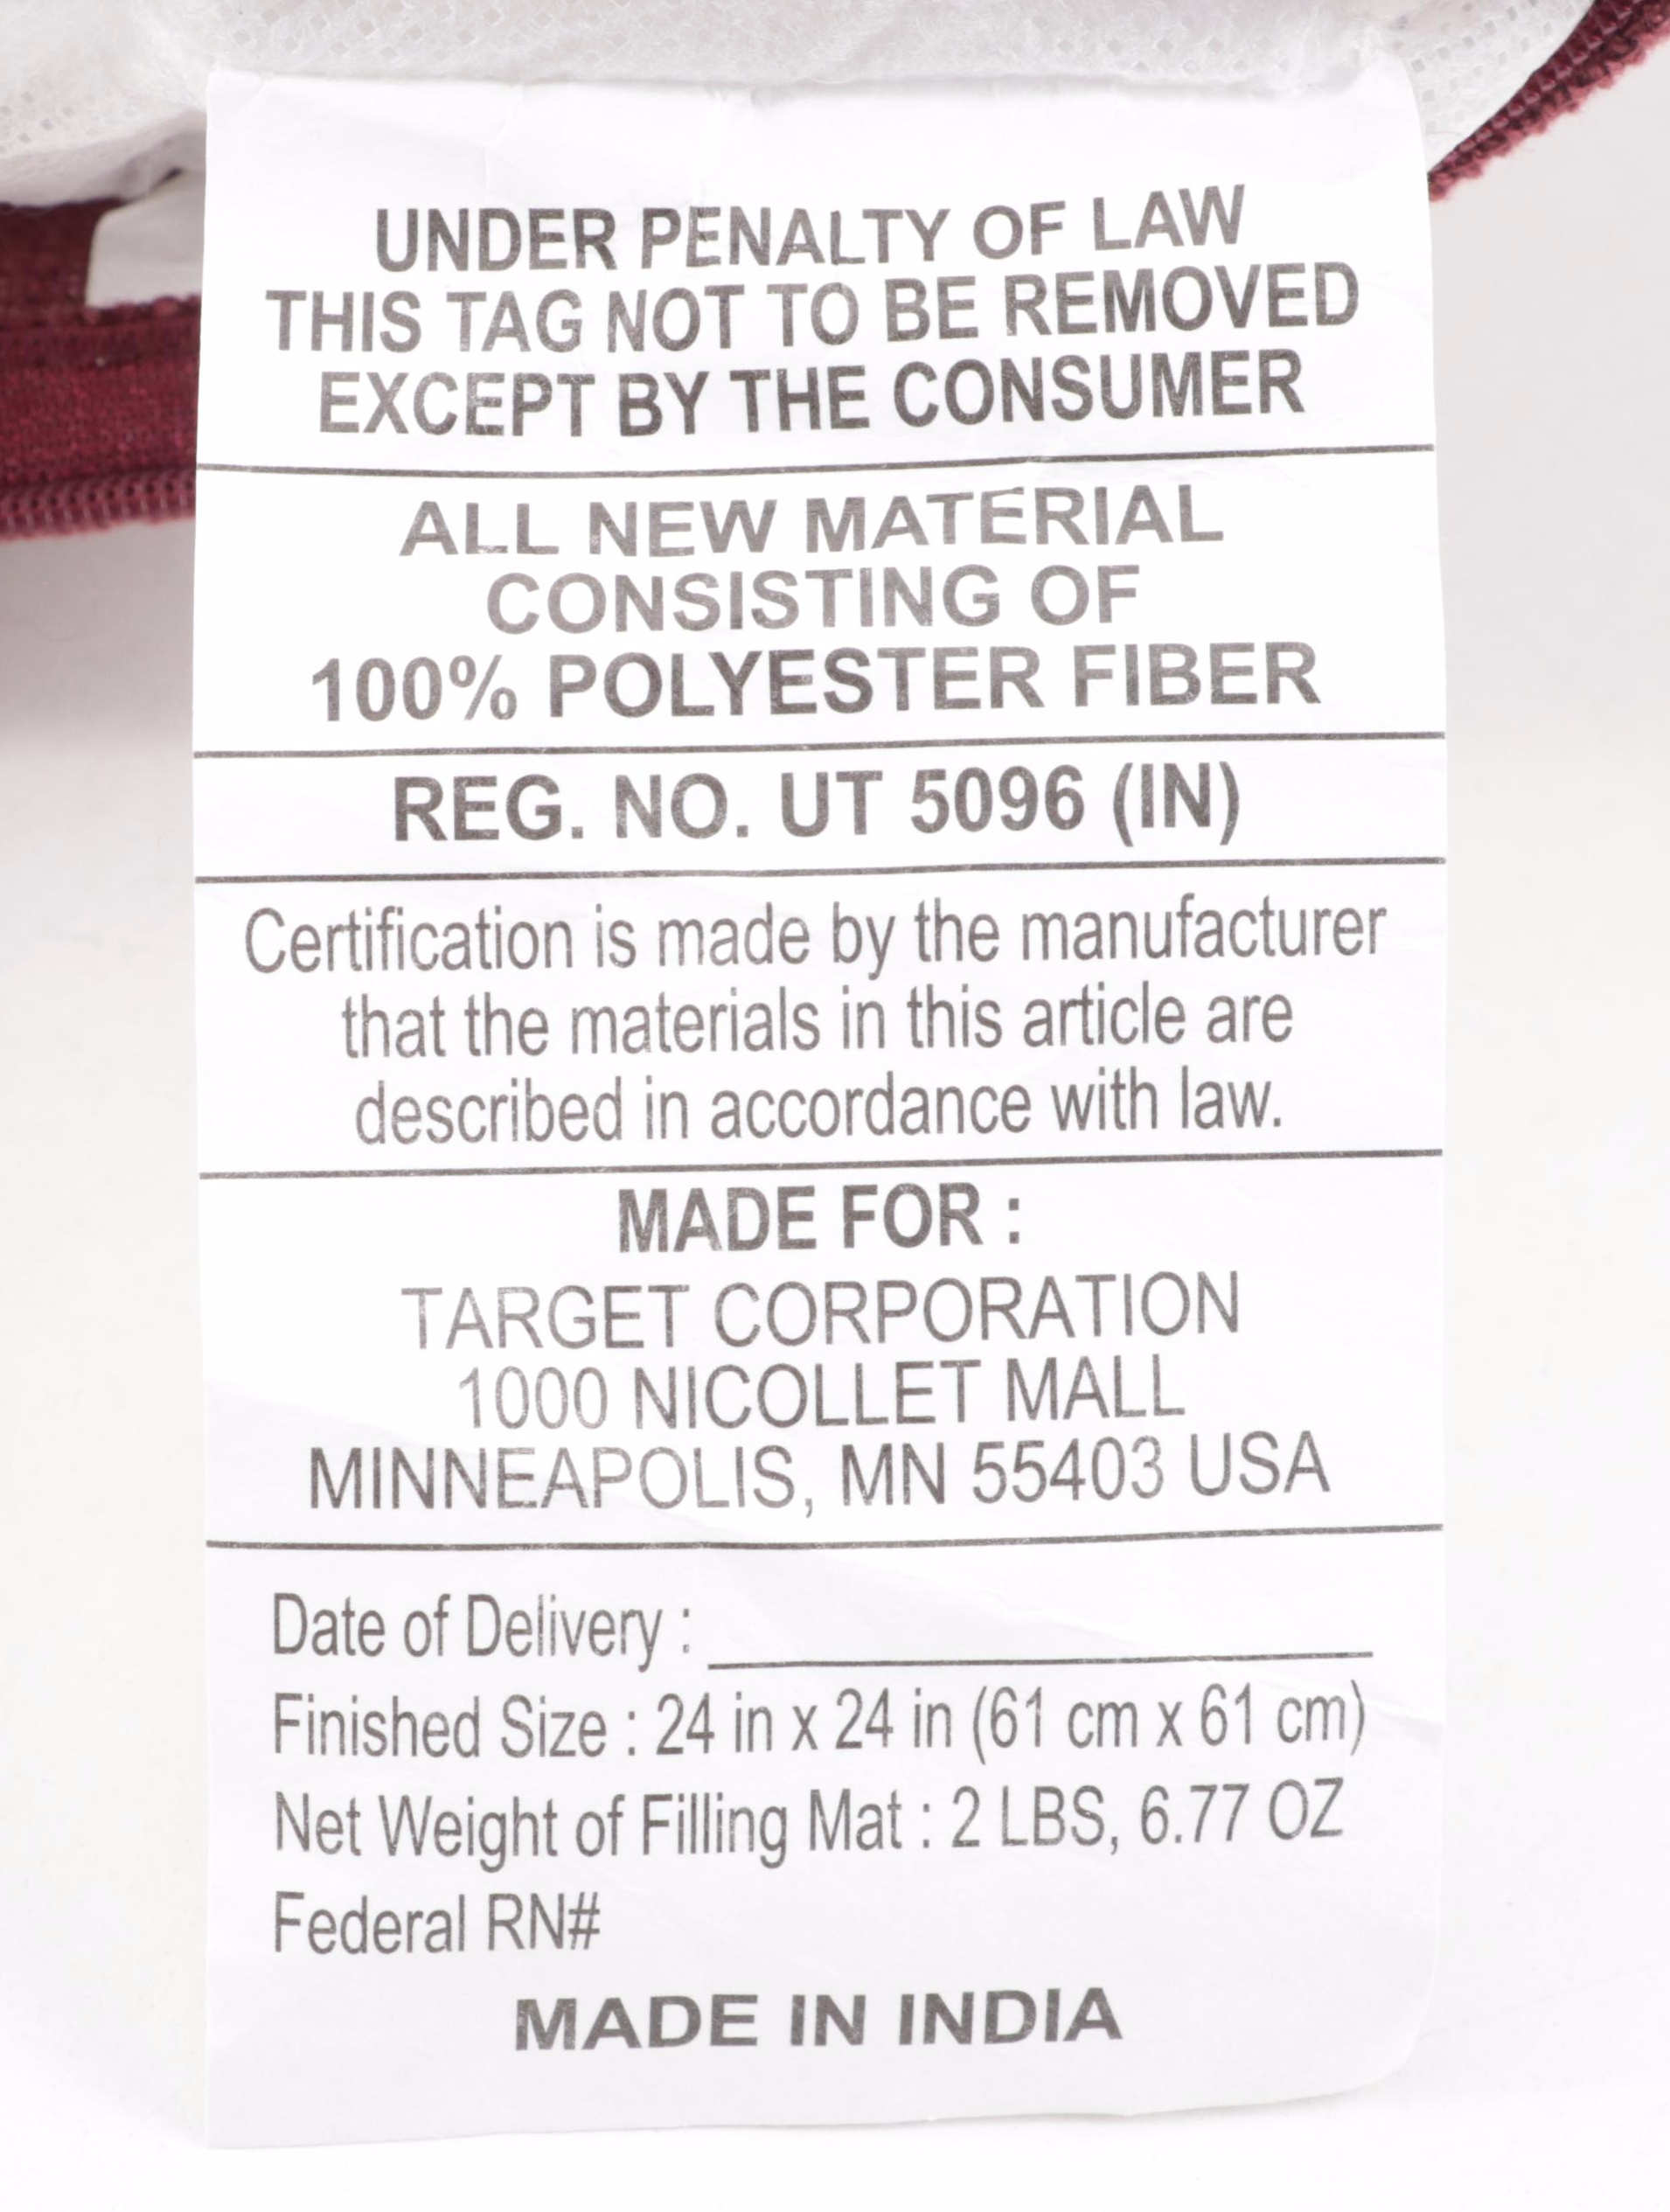 UNDER PENALTY OF LAW
THIS TAG NOT TO BE REMOVED
EXCEPT BY THE CONSUMER
ALL NEW MATERIAL
CONSISTING OF
100% POLYESTER FIBER
REG. NO. UT 5096 (IN)
Certification is made by the manufacturer
that the materials in this article are
described in accordance with law.
MADE FOR :
TARGET CORPORATION
1000 NICOLLET MALL
MINNEAPOLIS, MN 55403 USA
Date of Delivery :
Finished Size : 24 in x 24 in (61 cm x 61 cm)
Net Weight of Filling Mat : 2 LBS, 6.77 OZ
Federal RN#
MADE IN INDIA